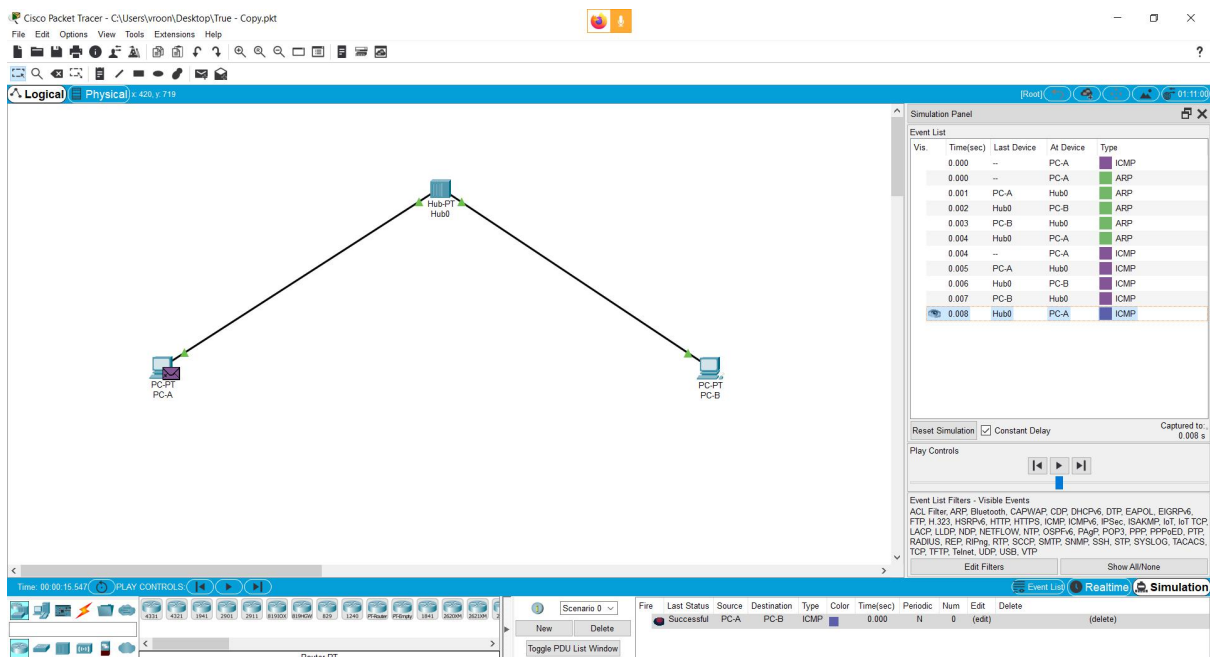 Cisco Packet Tracer - C:\Users\vroon\Desktop\True - Copy.pkt
File Edit Options View Tools Extensions Help
?
Logical Physical x: 420, y: 719 [Root] 01:11:00
Simulation Panel
Event List
Vis. Time(sec) Last Device At Device Type
0.000 -- PC-A ICMP
0.000 -- PC-A ARP
0.001 PC-A Hub0 ARP
0.002 Hub0 PC-B ARP
0.003 PC-B Hub0 ARP
0.004 Hub0 PC-A ARP
0.004 -- PC-A ICMP
0.005 PC-A Hub0 ICMP
0.006 Hub0 PC-B ICMP
0.007 PC-B Hub0 ICMP
0.008 Hub0 PC-A ICMP
Hub-PT
Hub0
PC-PT
PC-A
PC-PT
PC-B
Reset Simulation Constant Delay Captured to:
0.008 s
Play Controls
Event List Filters - Visible Events
ACL Filter, ARP, Bluetooth, CAPWAP, CDP, DHCPv6, DTP, EAPOL, EIGRPv6,
FTP, H.323, HSRPv6, HTTP, HTTPS, ICMP, ICMPv6, IPSec, ISAKMP, IoT, IoT TCP,
LACP, LLDP, NDP, NETFLOW, NTP, OSPFv6, PAgP, POP3, PPP, PPPoED, PTP,
RADIUS, REP, RIPng, RTP, SCCP, SMTP, SNMP, SSH, STP, SYSLOG, TACACS,
TCP, TFTP, Telnet, UDP, USB, VTP
Edit Filters Show All/None
Time: 00:00:15.547 PLAY CONTROLS: Event List Realtime Simulation
4331 4321 1941 2901 2911 819IOX 819HGW 829 1240 PT-Router PT-Empty 1841 2620XM 2621XM
Scenario 0
New Delete
Toggle PDU List Window
Fire Last Status Source Destination Type Color Time(sec) Periodic Num Edit Delete
Successful PC-A PC-B ICMP 0.000 N 0 (edit) (delete)